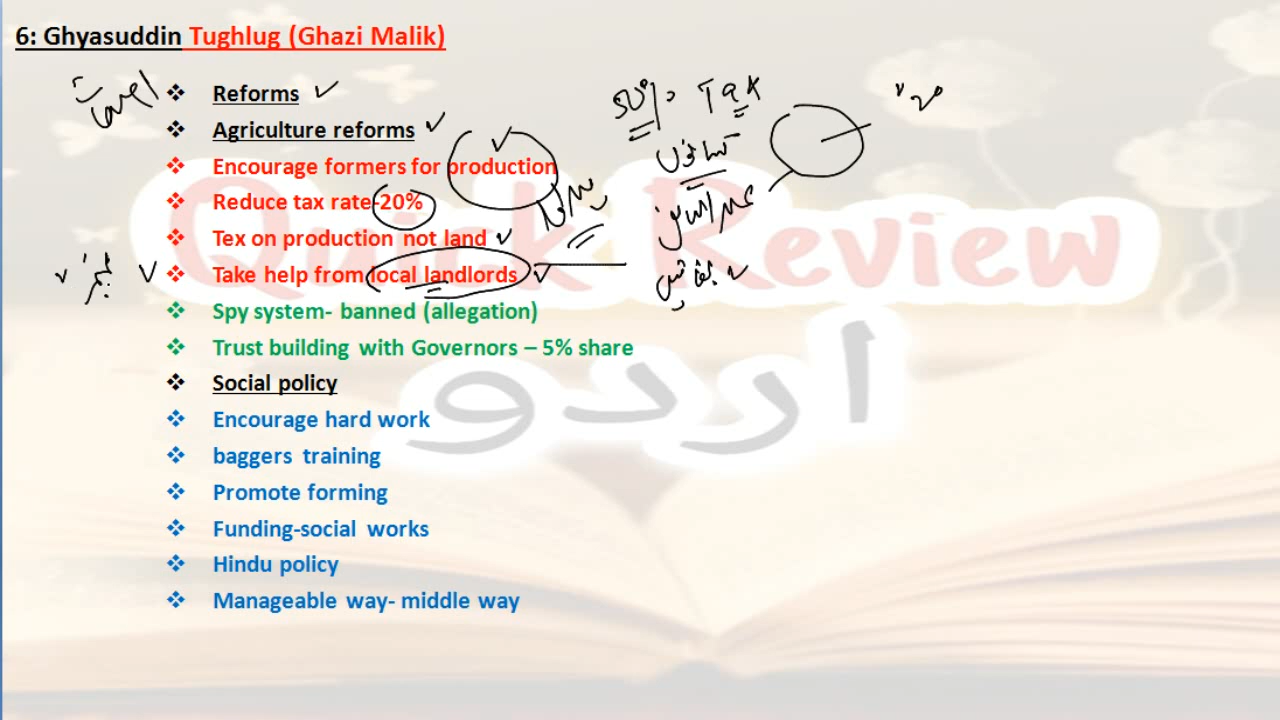 6: Ghyasuddin Tughlug (Ghazi Malik)
Reforms
50% Tax
Agriculture reforms
Encourage formers for production
Reduce tax rate-20%
Tex on production not land
Take help from local landlords
Spy system- banned (allegation)
Trust building with Governors – 5% share
Social policy
Encourage hard work
baggers training
Promote forming
Funding-social works
Hindu policy
Manageable way- middle way
Quick Review
اردو